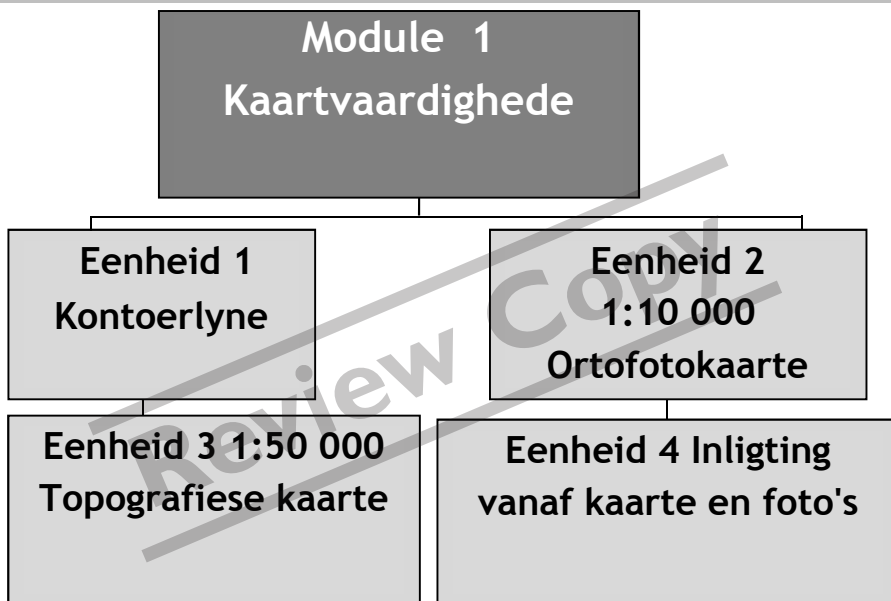 Module 1
Kaartvaardighede
Eenheid 1
Kontoerlyne
Eenheid 2
1:10 000
Ortofotokaarte
Eenheid 3 1:50 000
Topografiese kaarte
Eenheid 4 Inligting
vanaf kaarte en foto's
Review Copy